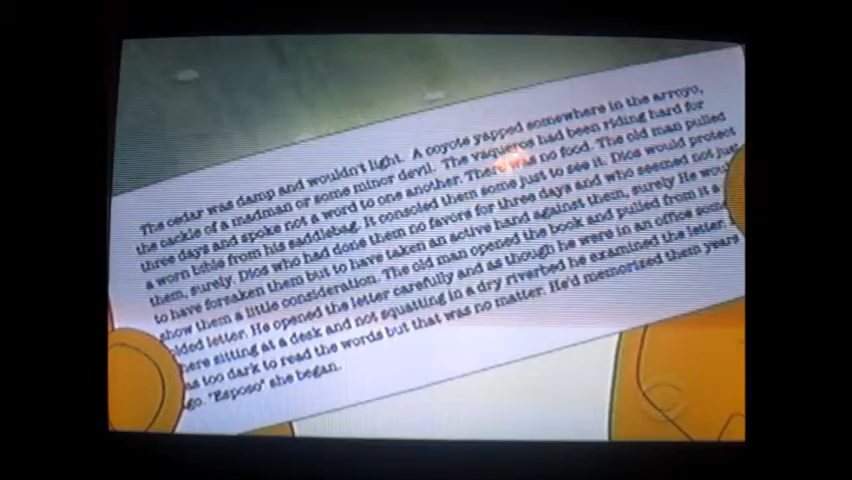 The cedar was damp and wouldn't light. A coyote yapped somewhere in the arroyo,
the cackle of a madman or some minor devil. The vaqueros had been riding hard for
three days and spoke not a word to one another. There was no food. The old man pulled
a worn bible from his saddlebag. It consoled them some just to see it. Dios would protect
them, surely. Dios who had done them no favors for three days and who seemed not just
to have forsaken them but to have taken an active hand against them, surely He wou
show them a little consideration. The old man opened the book and pulled from it a
lded letter. He opened the letter carefully and as though he were in an office som
here sitting at a desk and not squatting in a dry riverbed he examined the letter.
as too dark to read the words but that was no matter. He'd memorized them years
go. "Esposo" she began.